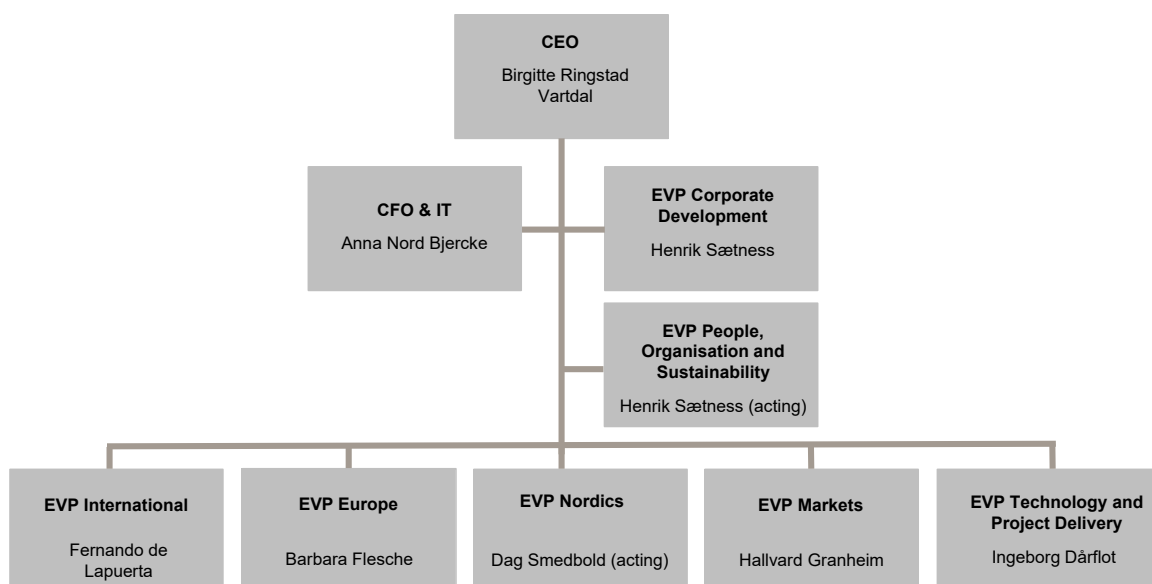 CEO
Birgitte Ringstad
Vartdal
CFO & IT
Anna Nord Bjercke
EVP Corporate
Development
Henrik Sætness
EVP People,
Organisation and
Sustainability
Henrik Sætness (acting)
EVP International
Fernando de
Lapuerta
EVP Europe
Barbara Flesche
EVP Nordics
Dag Smedbold (acting)
EVP Markets
Hallvard Granheim
EVP Technology and
Project Delivery
Ingeborg Dårflot